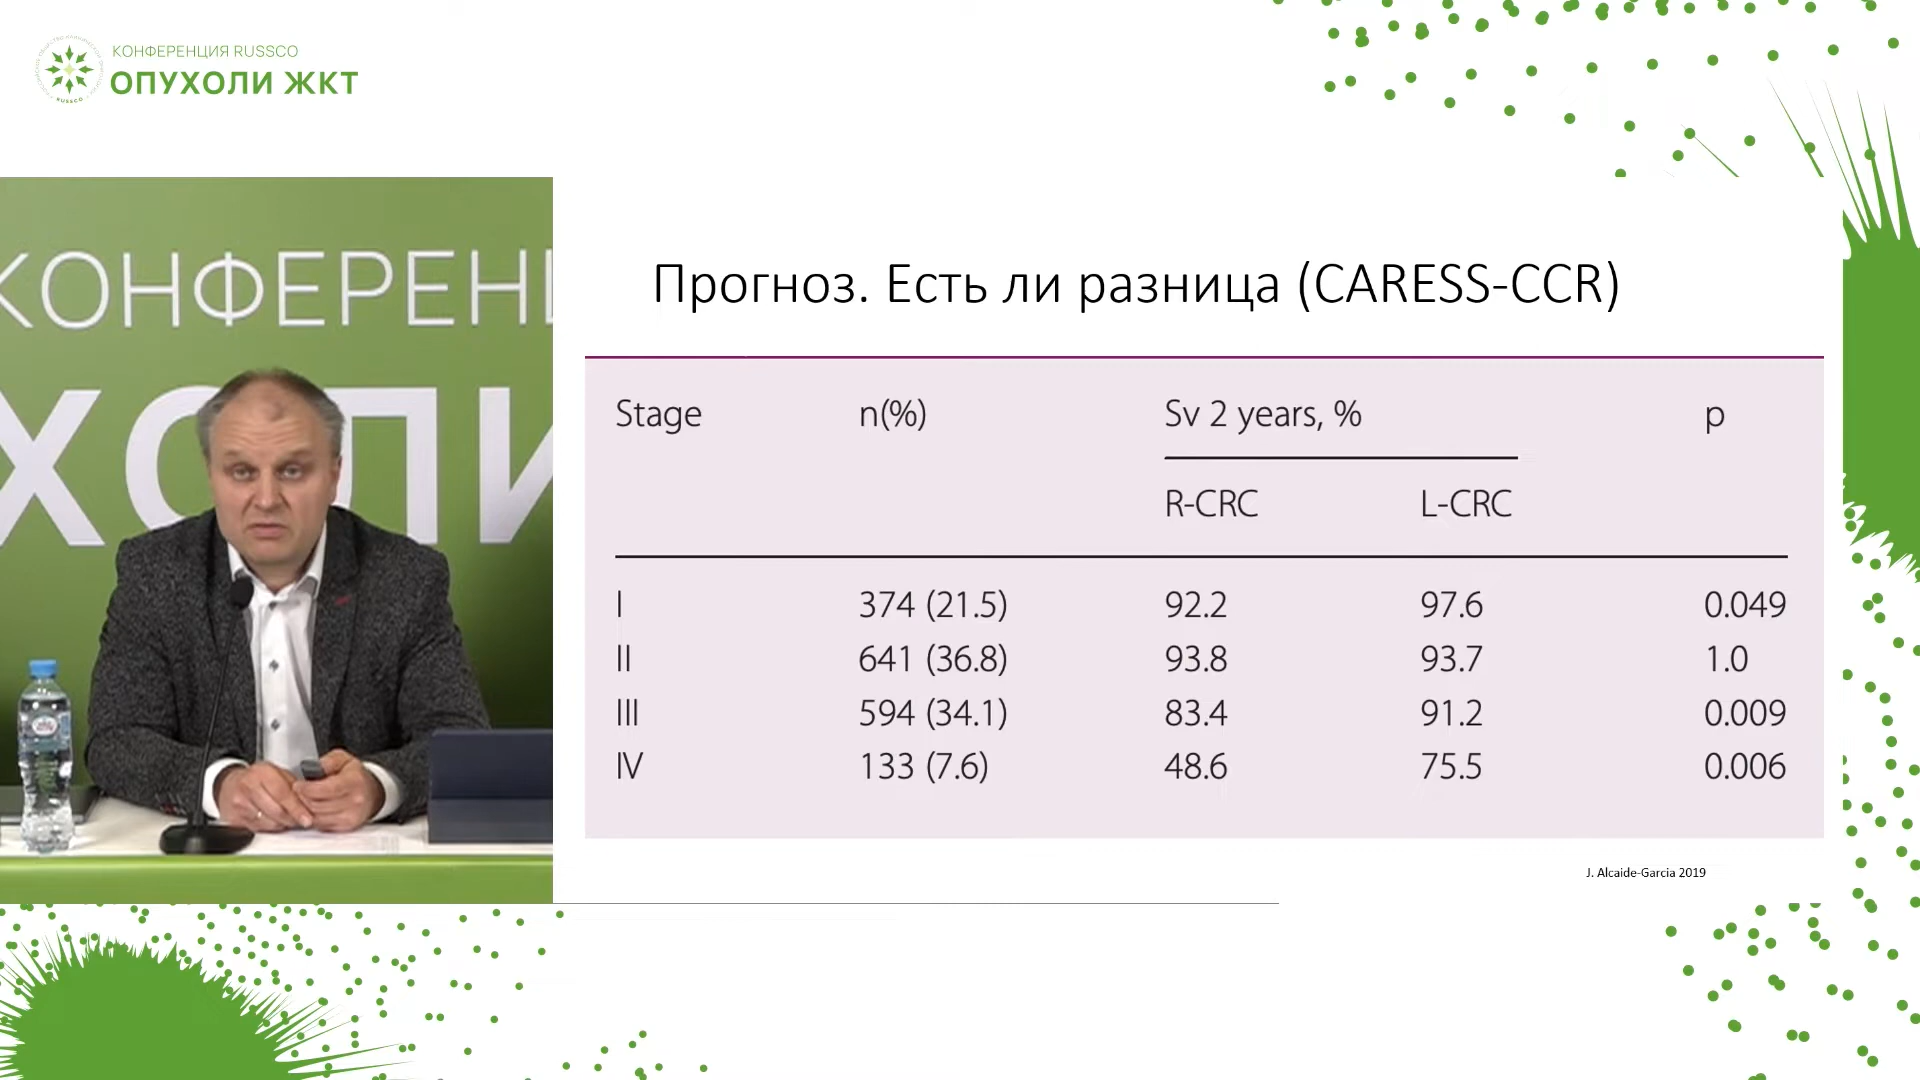 КОНФЕРЕНЦИЯ RUSSCO
ОПУХОЛИ ЖКТ
RUSSCO
КОНФЕРЕН
ХОЛИ
Прогноз. Есть ли разница (CARESS-CCR)
Stage n(%) Sv 2 years, % p
R-CRC L-CRC
I 374 (21.5) 92.2 97.6 0.049
II 641 (36.8) 93.8 93.7 1.0
III 594 (34.1) 83.4 91.2 0.009
IV 133 (7.6) 48.6 75.5 0.006
J. Alcaide-Garcia 2019